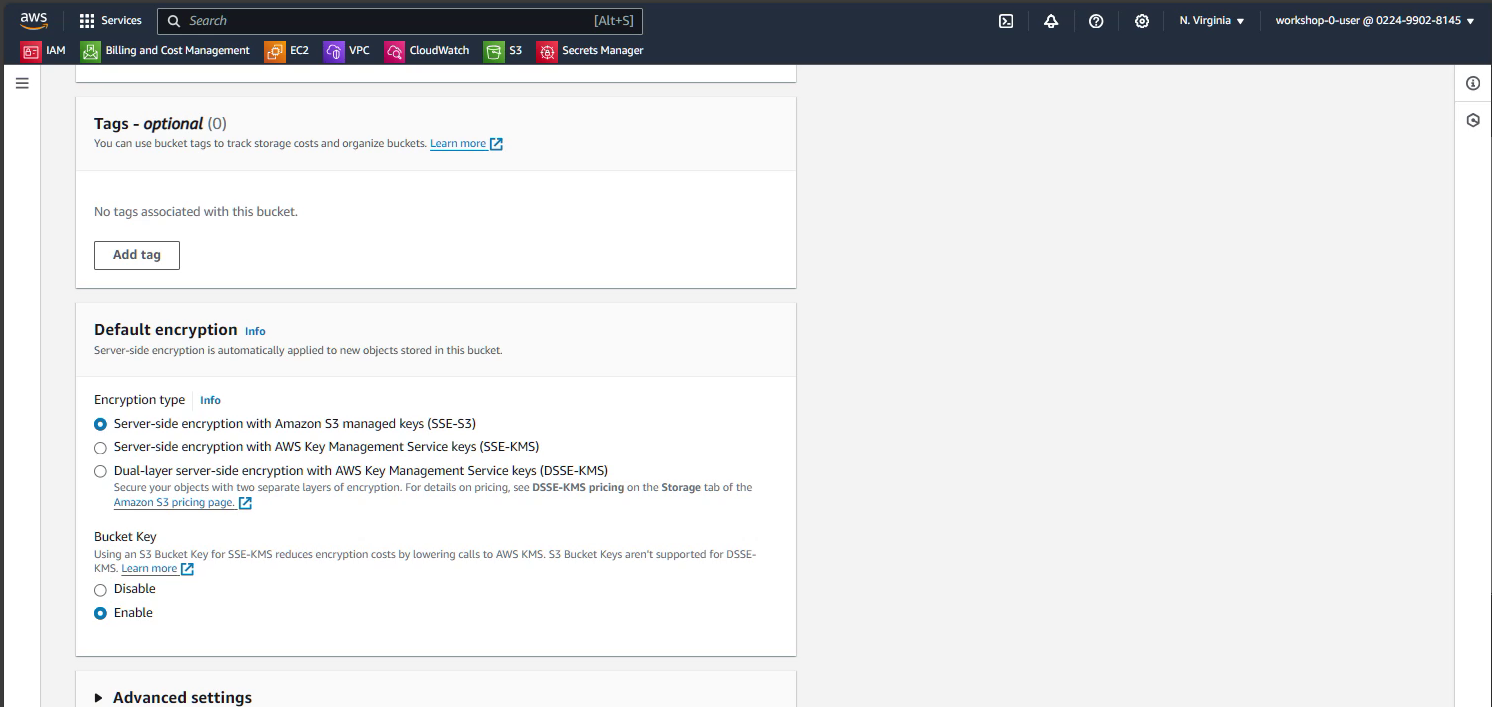 aws
Services
Search
[Alt+S]
N. Virginia
workshop-0-user @ 0224-9902-8145
IAM
Billing and Cost Management
EC2
VPC
CloudWatch
S3
Secrets Manager
Tags - optional (0)
You can use bucket tags to track storage costs and organize buckets. Learn more
No tags associated with this bucket.
Add tag
Default encryption Info
Server-side encryption is automatically applied to new objects stored in this bucket.
Encryption type Info
Server-side encryption with Amazon S3 managed keys (SSE-S3)
Server-side encryption with AWS Key Management Service keys (SSE-KMS)
Dual-layer server-side encryption with AWS Key Management Service keys (DSSE-KMS)
Secure your objects with two separate layers of encryption. For details on pricing, see DSSE-KMS pricing on the Storage tab of the
Amazon S3 pricing page.
Bucket Key
Using an S3 Bucket Key for SSE-KMS reduces encryption costs by lowering calls to AWS KMS. S3 Bucket Keys aren't supported for DSSE-
KMS. Learn more
Disable
Enable
Advanced settings